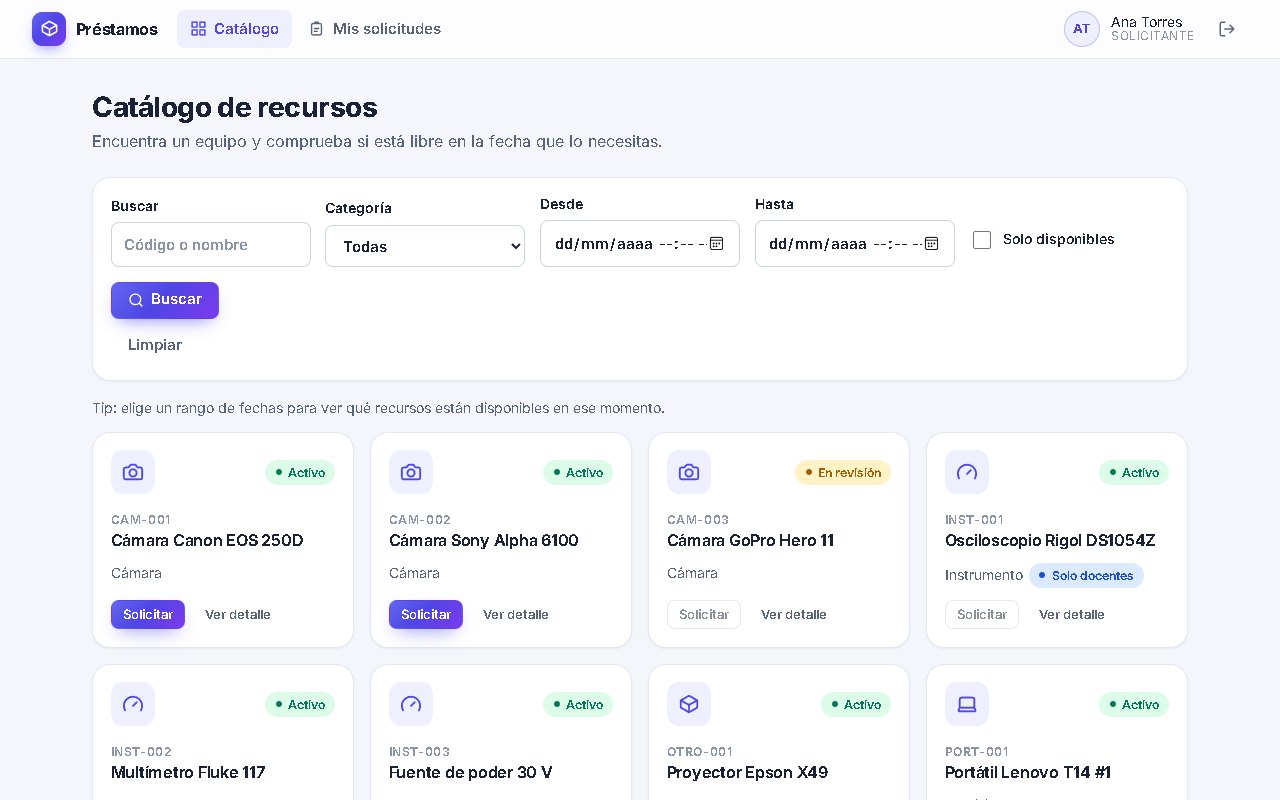 Préstamos
Catálogo
Mis solicitudes
AT
Ana Torres
SOLICITANTE
Catálogo de recursos
Encuentra un equipo y comprueba si está libre en la fecha que lo necesitas.
Buscar
Categoría
Desde
Hasta
Código o nombre
Todas
dd/mm/aaaa --:-- --
dd/mm/aaaa --:-- --
Solo disponibles
Buscar
Limpiar
Tip: elige un rango de fechas para ver qué recursos están disponibles en ese momento.
Activo
CAM-001
Cámara Canon EOS 250D
Cámara
Solicitar
Ver detalle
Activo
CAM-002
Cámara Sony Alpha 6100
Cámara
Solicitar
Ver detalle
En revisión
CAM-003
Cámara GoPro Hero 11
Cámara
Solicitar
Ver detalle
Activo
INST-001
Osciloscopio Rigol DS1054Z
Instrumento
Solo docentes
Solicitar
Ver detalle
Activo
INST-002
Multímetro Fluke 117
Activo
INST-003
Fuente de poder 30 V
Activo
OTRO-001
Proyector Epson X49
Activo
PORT-001
Portátil Lenovo T14 #1